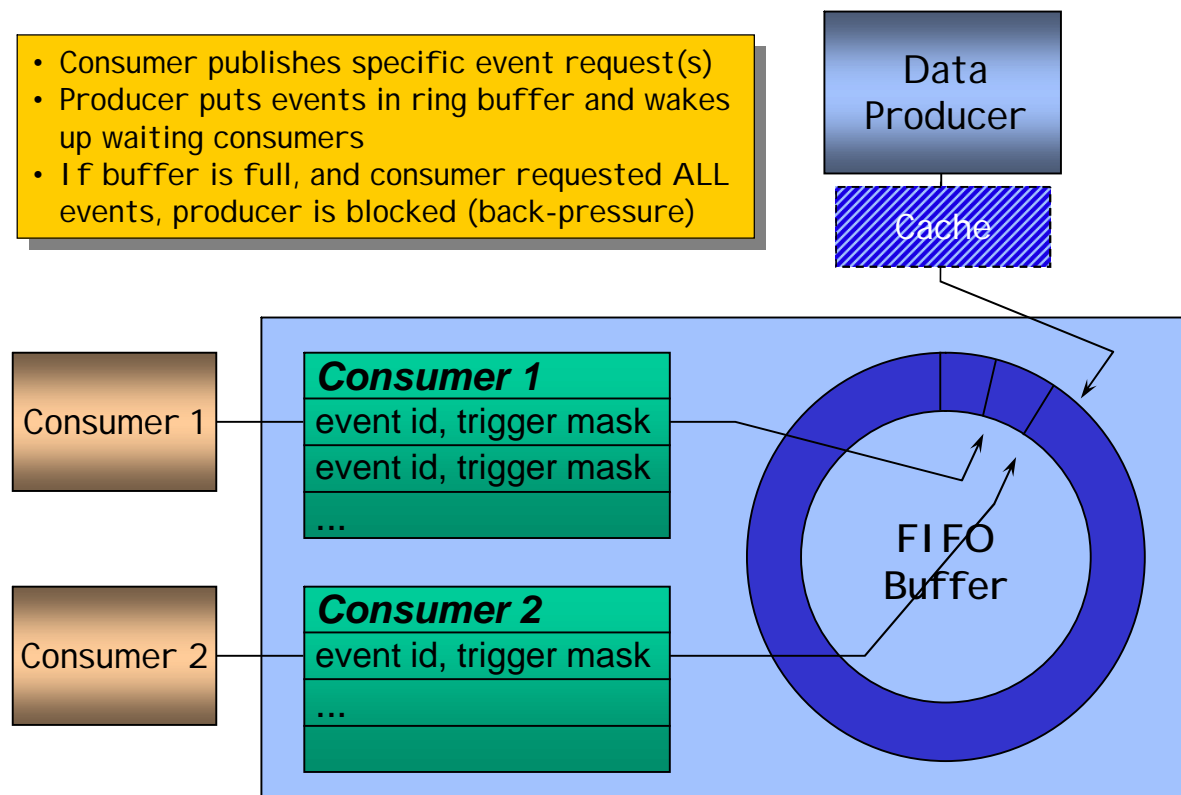 • Consumer publishes specific event request(s)
• Producer puts events in ring buffer and wakes
up waiting consumers
• If buffer is full, and consumer requested ALL
events, producer is blocked (back-pressure)
Data
Producer
Cache
Consumer 1
Consumer 1
event id, trigger mask
event id, trigger mask
...
FIFO
Buffer
Consumer 2
Consumer 2
event id, trigger mask
...